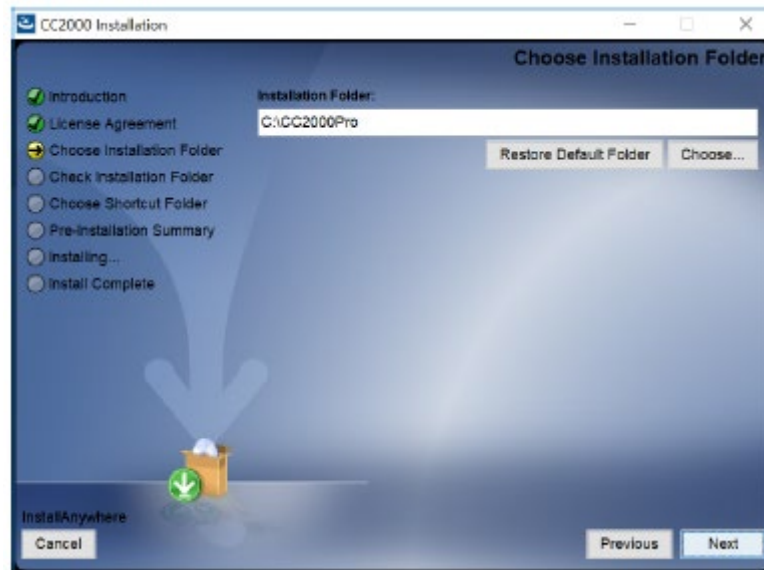 CC2000 Installation
Choose Installation Folder
Introduction
License Agreement
Choose Installation Folder
Check Installation Folder
Choose Shortcut Folder
Pre-Installation Summary
Installing...
Install Complete
Installation Folder:
C:\CC2000Pro
Restore Default Folder
Choose...
InstallAnywhere
Cancel
Previous
Next